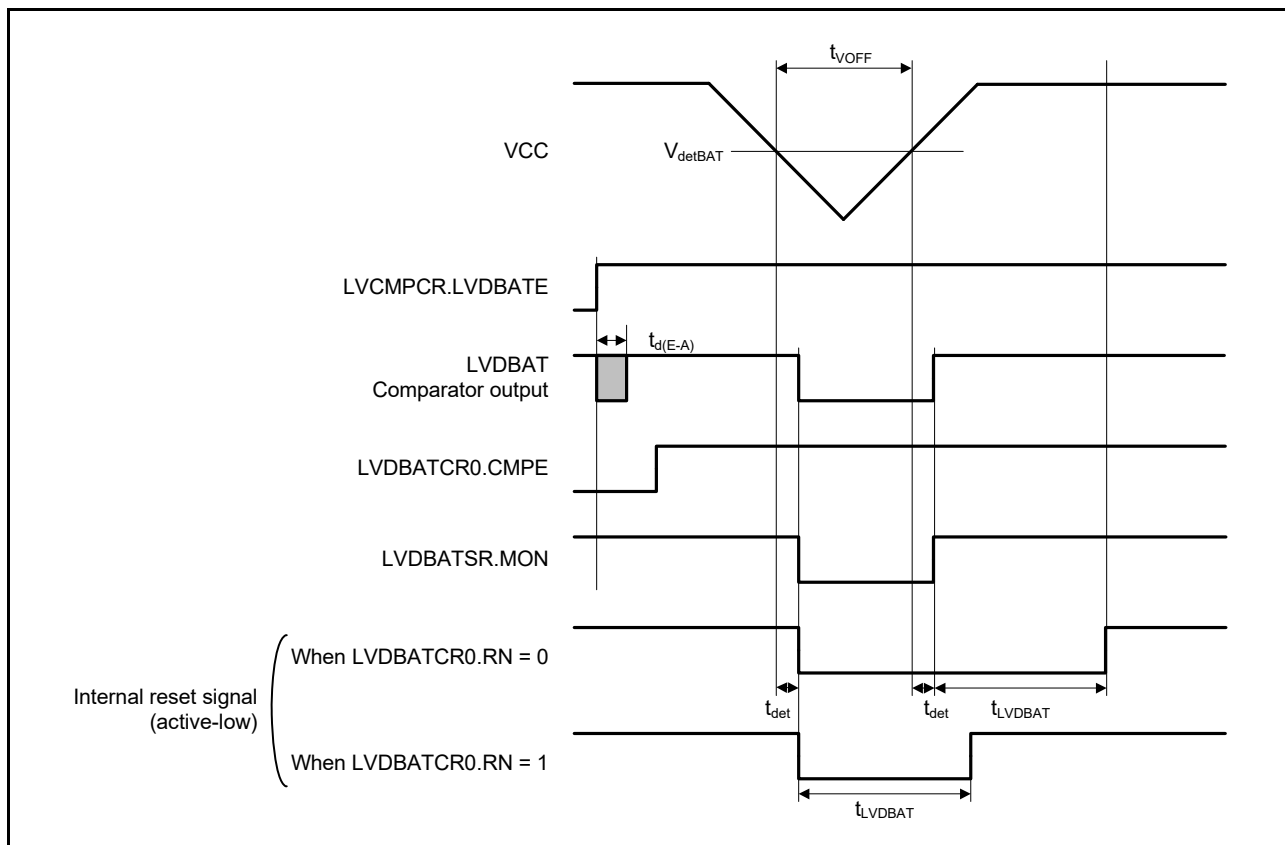 tVOFF
VCC
VdetBAT
LVCMPCR.LVDBATE
td(E-A)
LVDBAT
Comparator output
LVDBATCR0.CMPE
LVDBATSR.MON
When LVDBATCR0.RN = 0
Internal reset signal
(active-low)
tdet
tdet
tLVDBAT
When LVDBATCR0.RN = 1
tLVDBAT